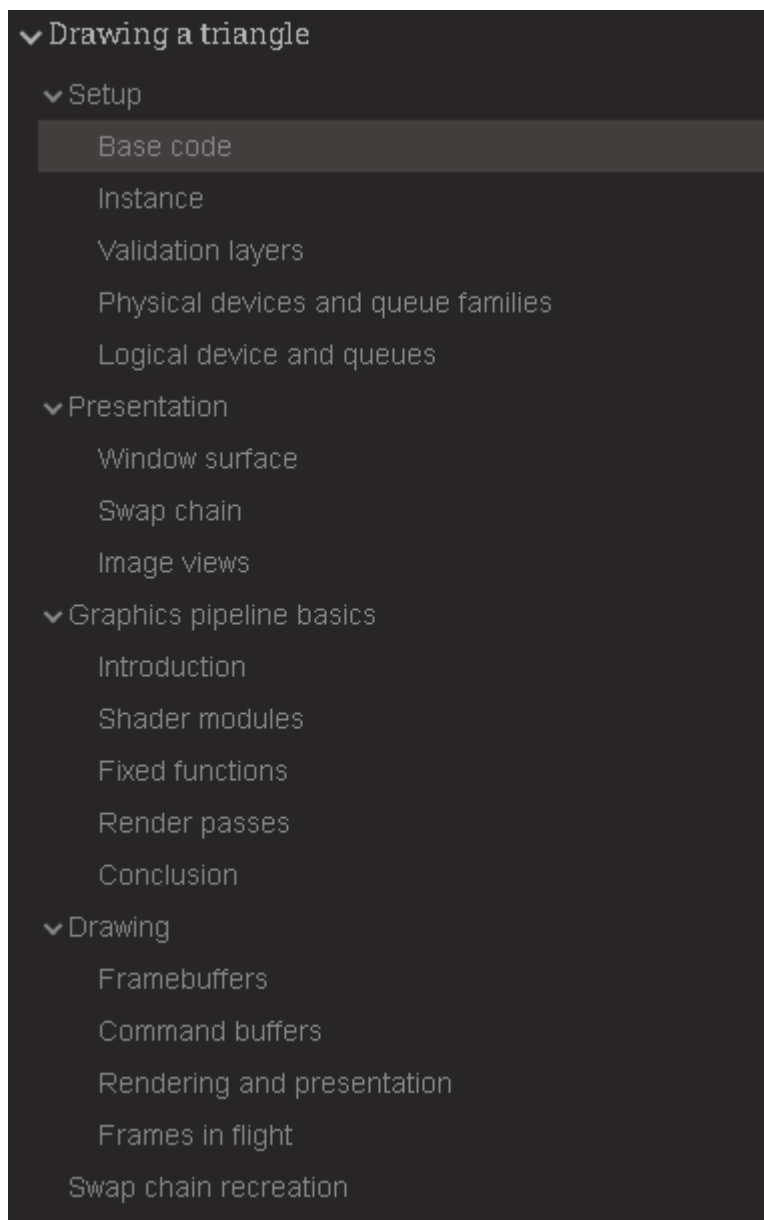 Drawing a triangle
Setup
Base code
Instance
Validation layers
Physical devices and queue families
Logical device and queues
Presentation
Window surface
Swap chain
Image views
Graphics pipeline basics
Introduction
Shader modules
Fixed functions
Render passes
Conclusion
Drawing
Framebuffers
Command buffers
Rendering and presentation
Frames in flight
Swap chain recreation